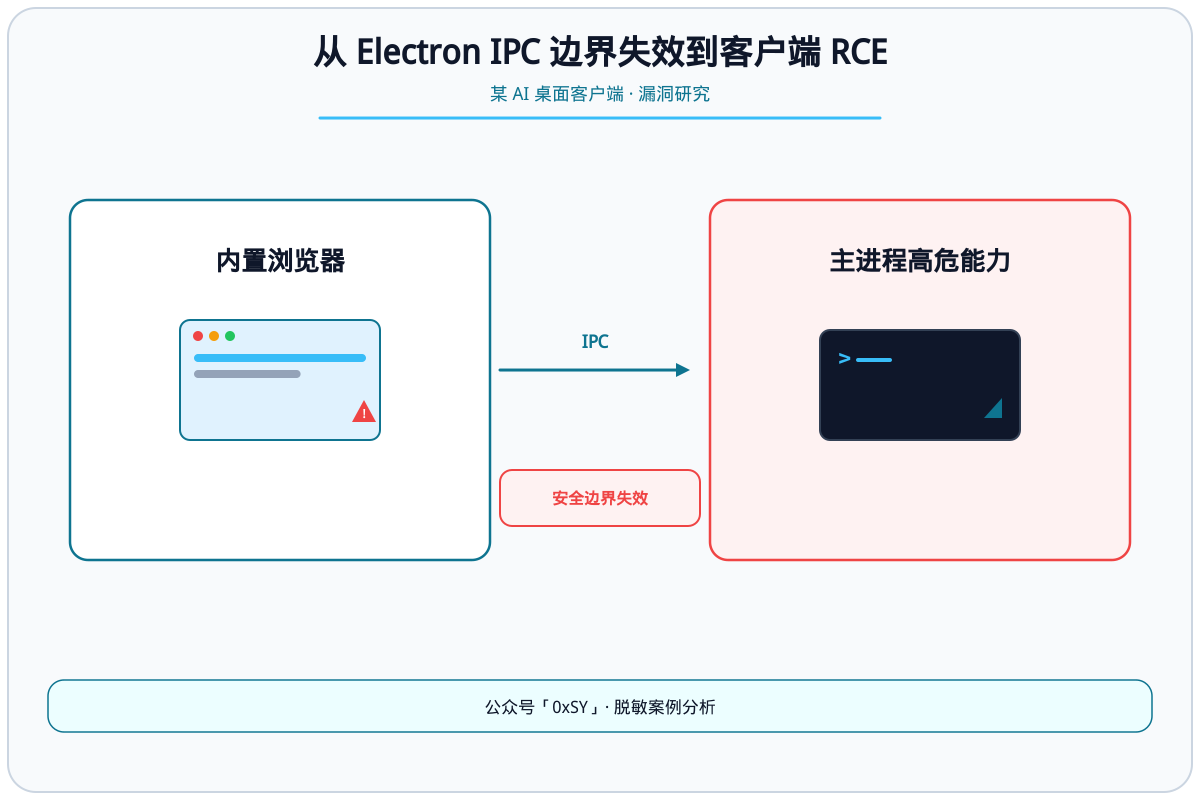 从 Electron IPC 边界失效到客户端 RCE
某 AI 桌面客户端 · 漏洞研究
内置浏览器
主进程高危能力
>
IPC
!
安全边界失效
公众号「0xSY」· 脱敏案例分析